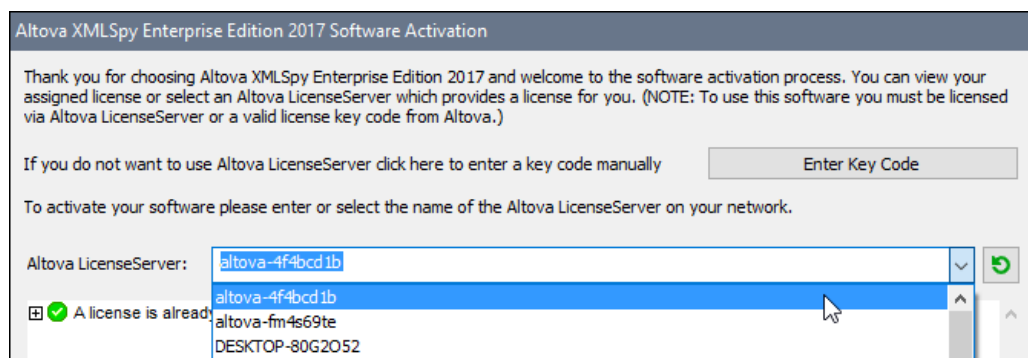 Altova XMLSpy Enterprise Edition 2017 Software Activation
Thank you for choosing Altova XMLSpy Enterprise Edition 2017 and welcome to the software activation process. You can view your
assigned license or select an Altova LicenseServer which provides a license for you. (NOTE: To use this software you must be licensed
via Altova LicenseServer or a valid license key code from Altova.)
If you do not want to use Altova LicenseServer click here to enter a key code manually Enter Key Code
To activate your software please enter or select the name of the Altova LicenseServer on your network.
Altova LicenseServer: altova-4f4bcd1b
altova-4f4bcd1b
A license is alread
altova-fm4s69te
DESKTOP-80G2O52